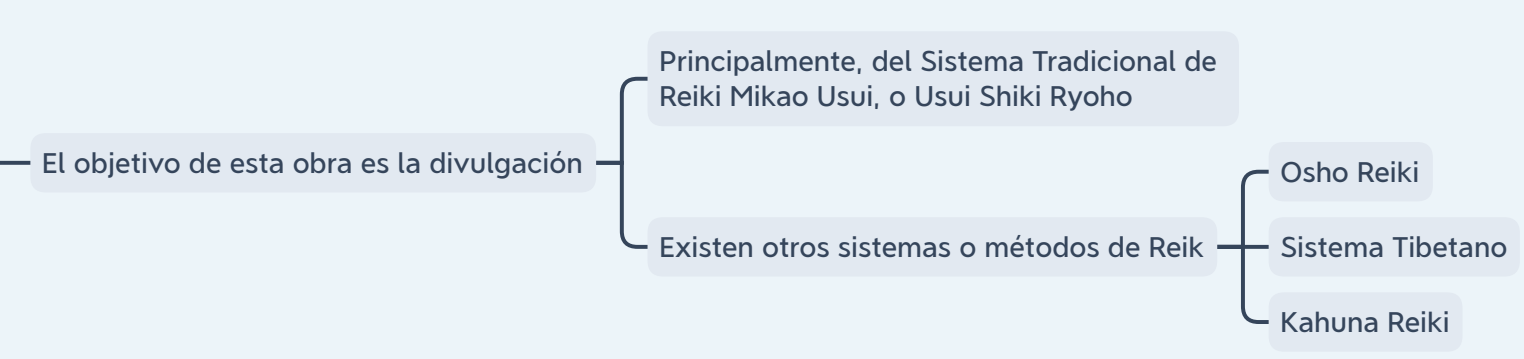 El objetivo de esta obra es la divulgación
Principalmente, del Sistema Tradicional de
Reiki Mikao Usui, o Usui Shiki Ryoho
Existen otros sistemas o métodos de Reik
Osho Reiki
Sistema Tibetano
Kahuna Reiki